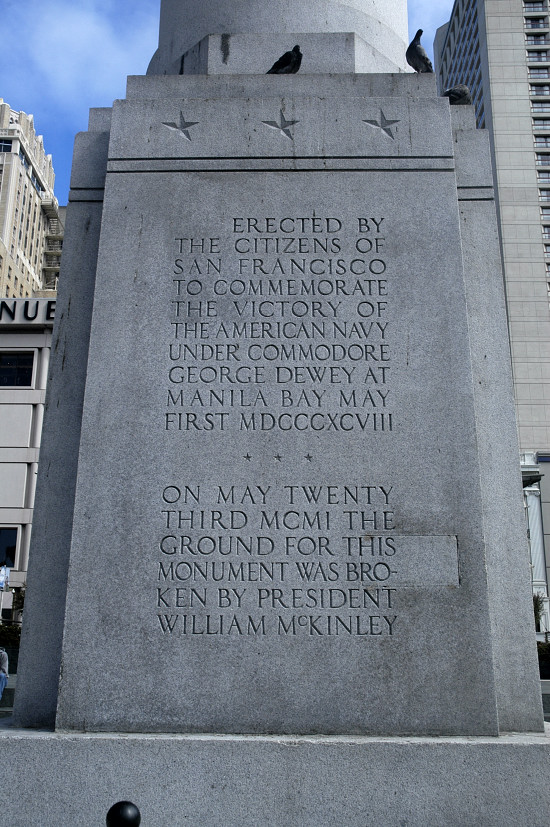 NUE
ERECTED BY
THE CITIZENS OF
SAN FRANCISCO
TO COMMEMORATE
THE VICTORY OF
THE AMERICAN NAVY
UNDER COMMODORE
GEORGE DEWEY AT
MANILA BAY MAY
FIRST MDCCCXCVIII
ON MAY TWENTY
THIRD MCMI THE
GROUND FOR THIS
MONUMENT WAS BRO-
KEN BY PRESIDENT
WILLIAM McKINLEY